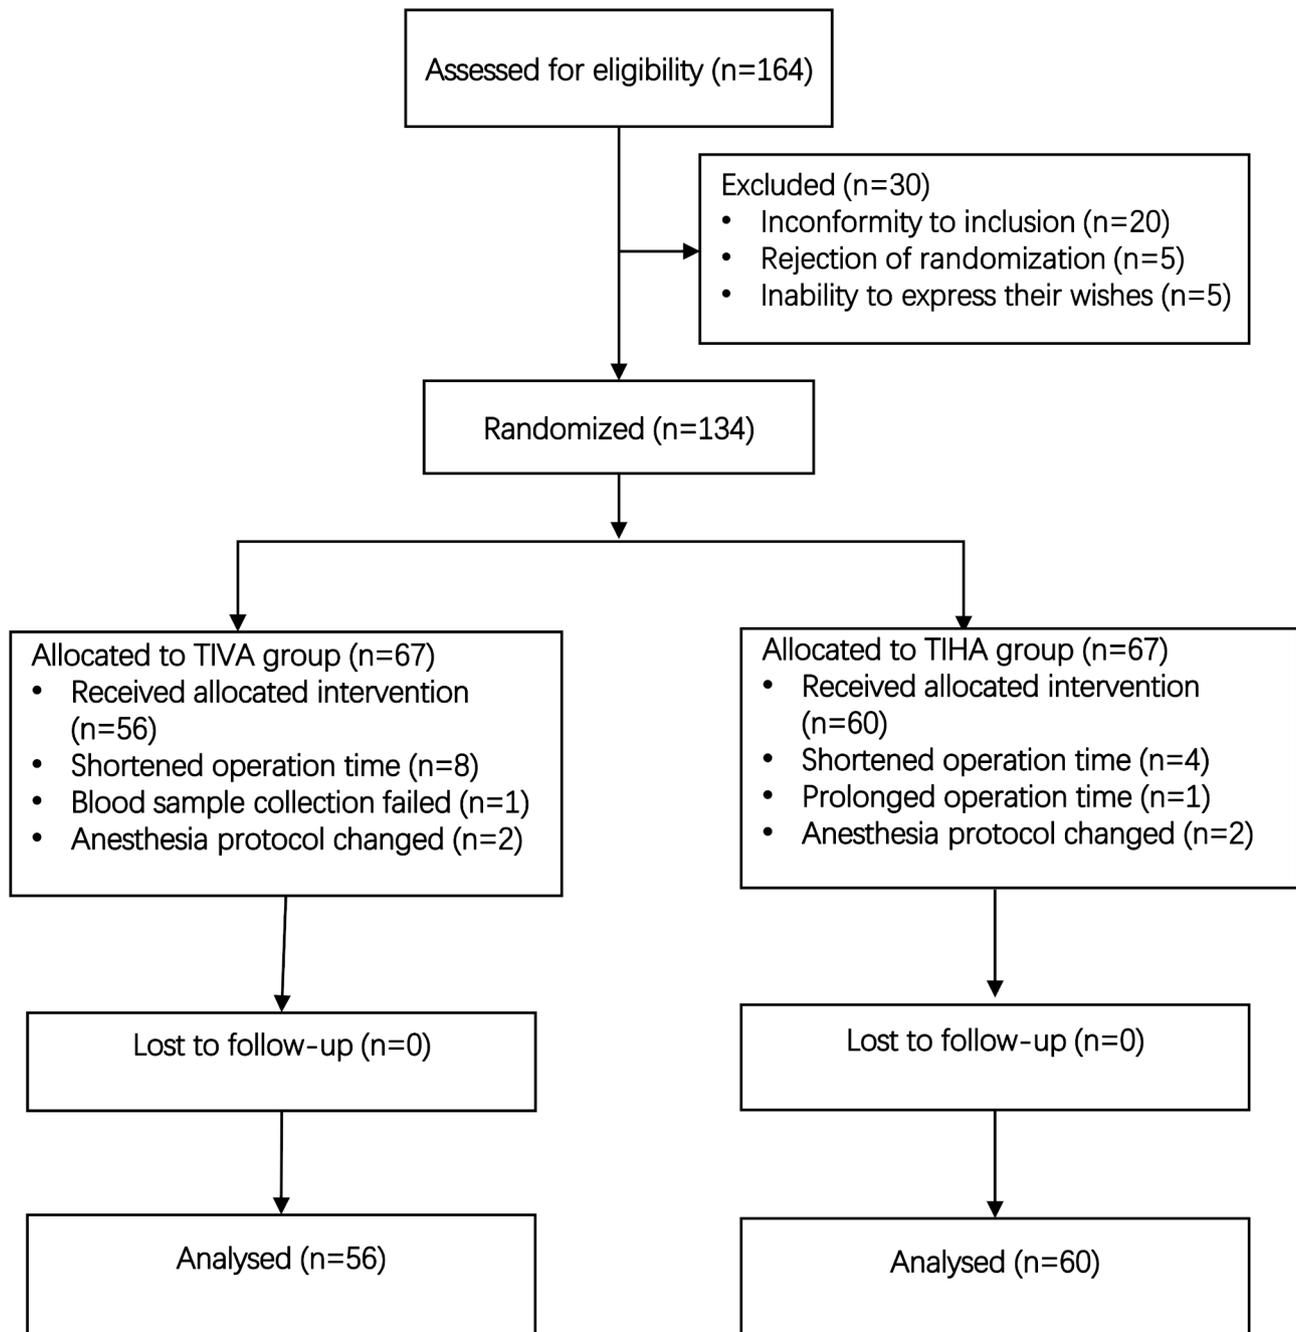 Assessed for eligibility (n=164)
Excluded (n=30)
• Inconformity to inclusion (n=20)
• Rejection of randomization (n=5)
• Inability to express their wishes (n=5)
Randomized (n=134)
Allocated to TIVA group (n=67)
• Received allocated intervention
(n=56)
• Shortened operation time (n=8)
• Blood sample collection failed (n=1)
• Anesthesia protocol changed (n=2)
Allocated to TIHA group (n=67)
• Received allocated intervention
(n=60)
• Shortened operation time (n=4)
• Prolonged operation time (n=1)
• Anesthesia protocol changed (n=2)
Lost to follow-up (n=0)
Lost to follow-up (n=0)
Analysed (n=56)
Analysed (n=60)